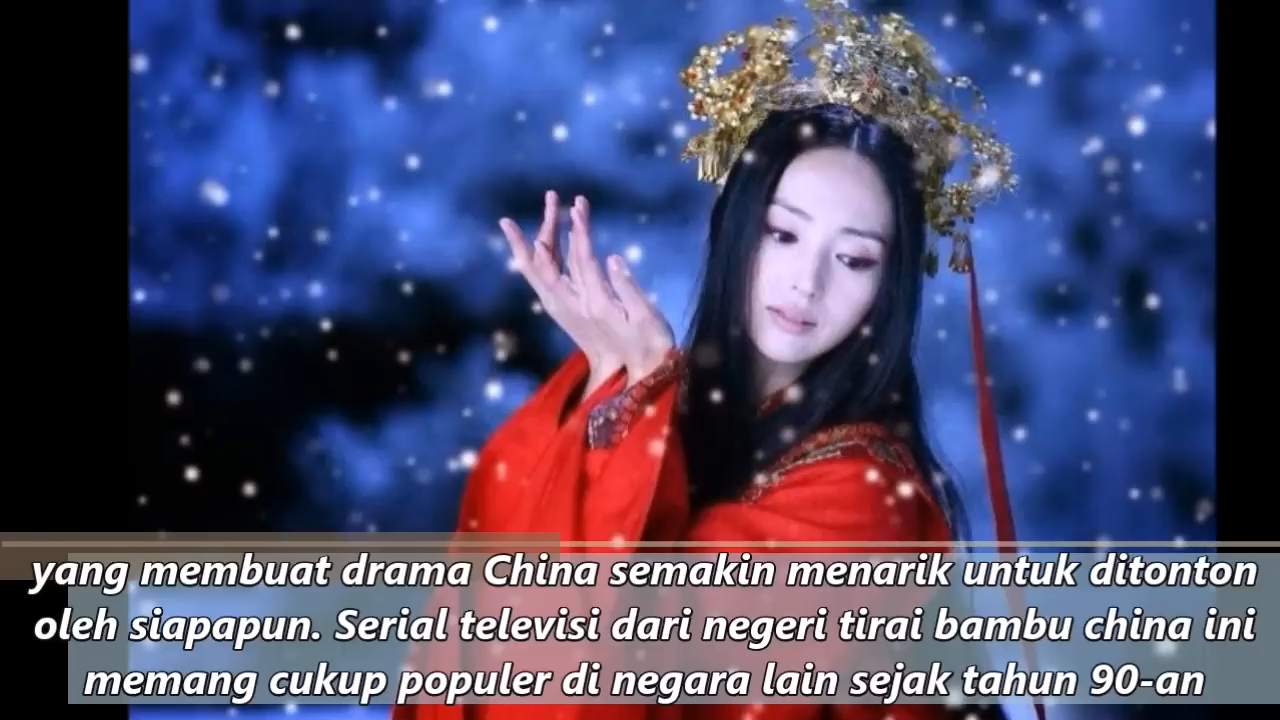 yang membuat drama China semakin menarik untuk ditonton
oleh siapapun. Serial televisi dari negeri tirai bambu china ini
memang cukup populer di negara lain sejak tahun 90-an